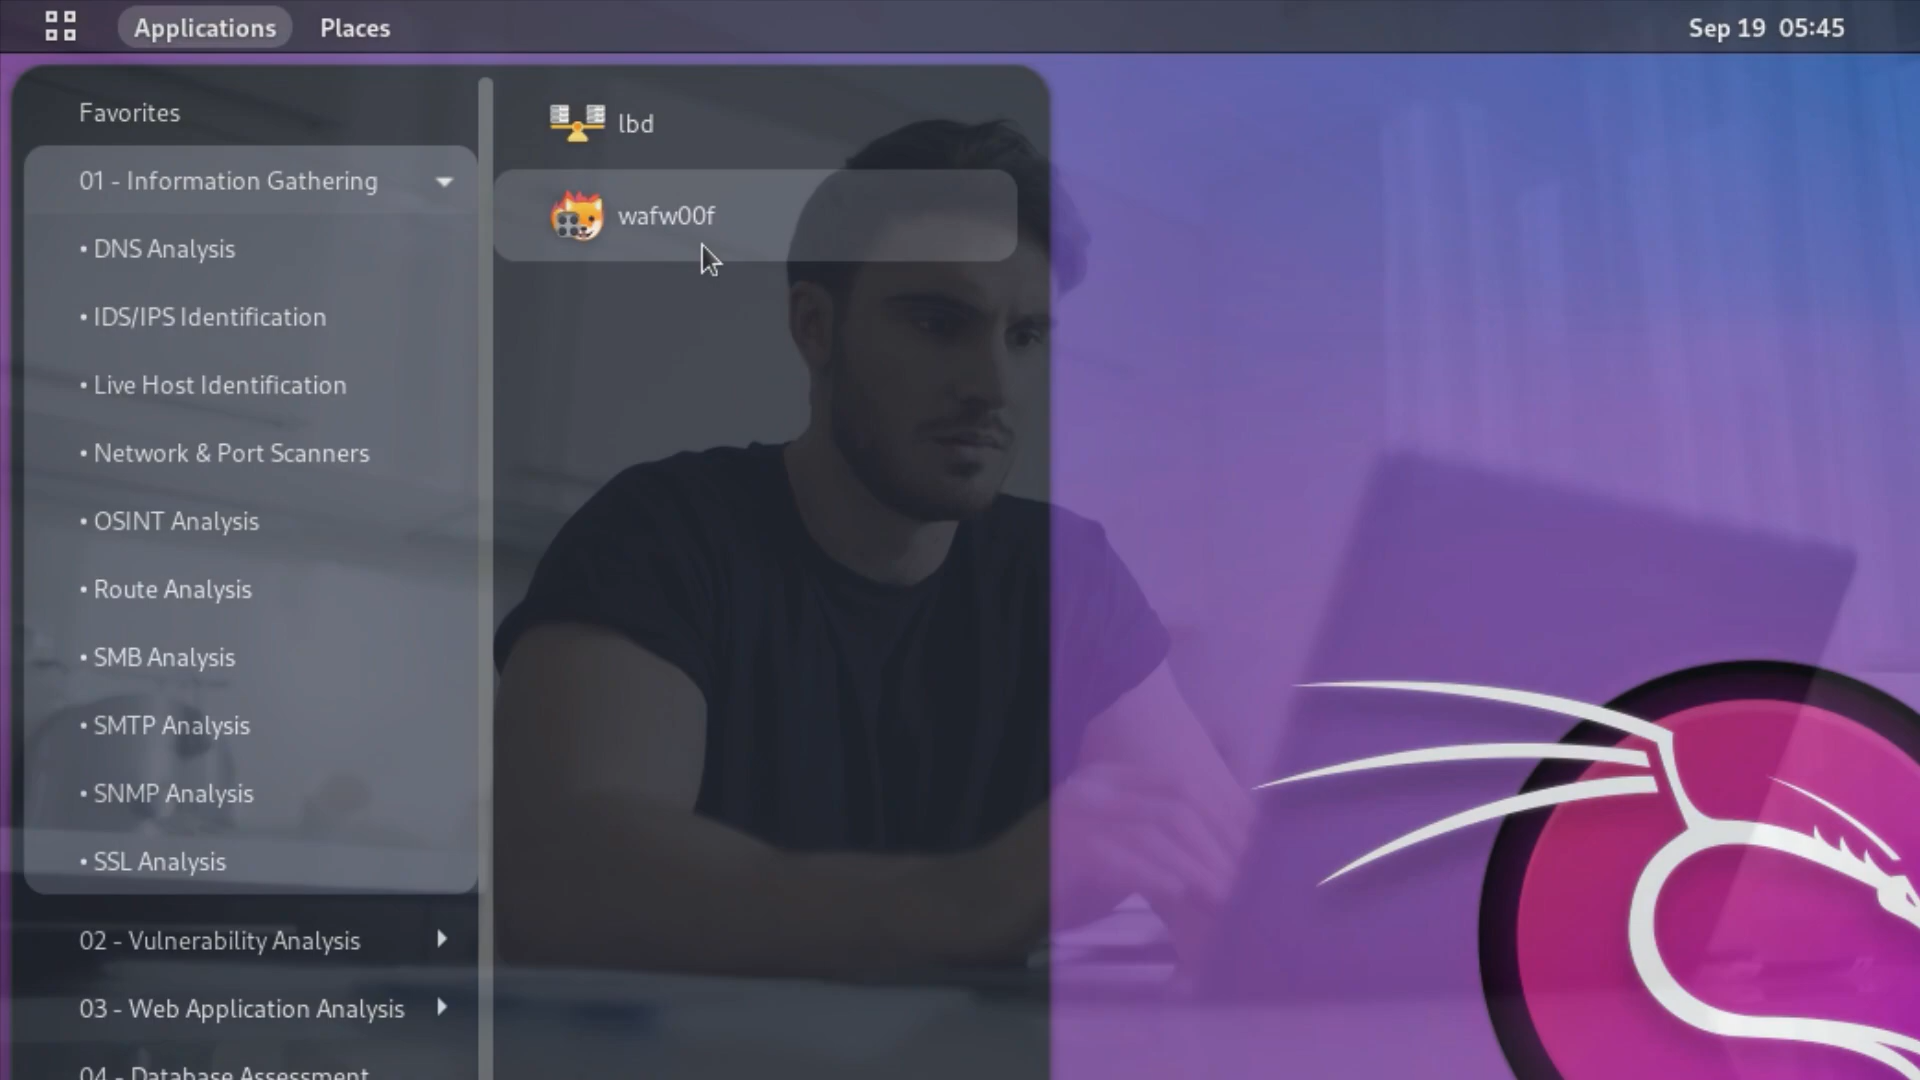 Applications Places
Sep 19 05:45
Favorites
01 - Information Gathering
• DNS Analysis
• IDS/IPS Identification
• Live Host Identification
• Network & Port Scanners
• OSINT Analysis
• Route Analysis
• SMB Analysis
• SMTP Analysis
• SNMP Analysis
• SSL Analysis
02 - Vulnerability Analysis
03 - Web Application Analysis
04 - Database Assessment
lbd
wafw00f